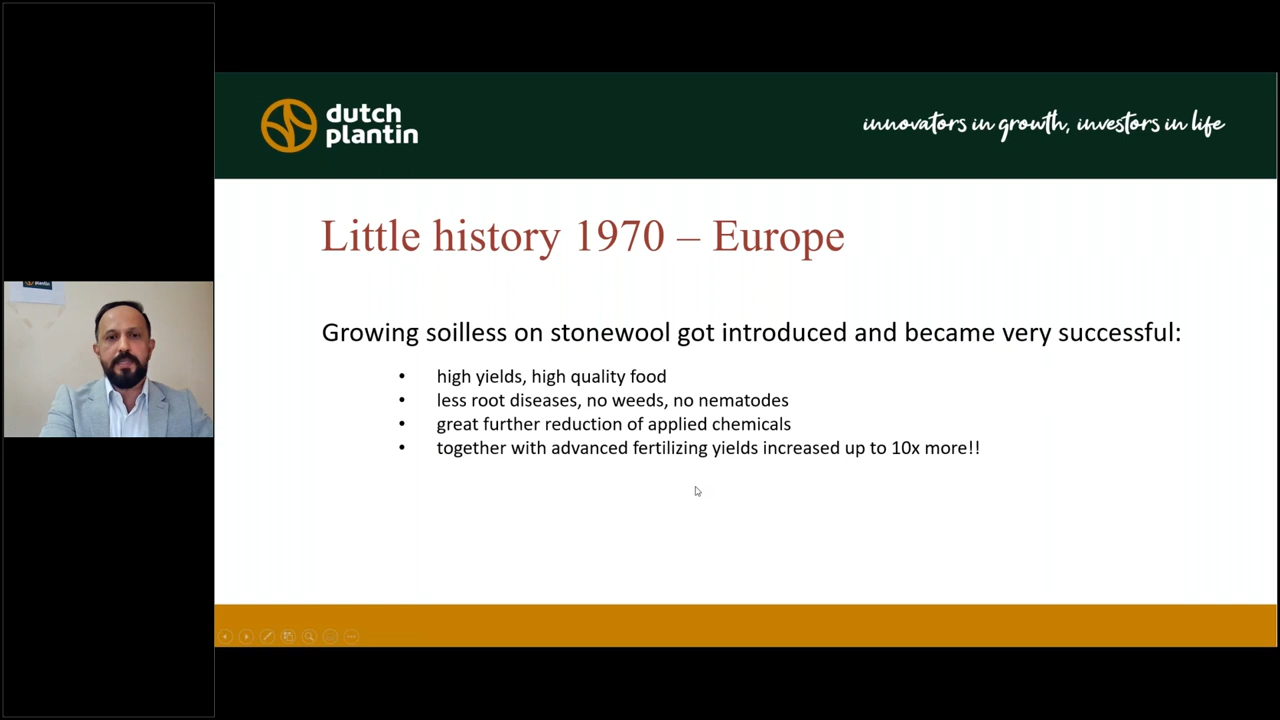 dutch
plantin
innovators in growth, investors in life
Little history 1970 – Europe
Growing soilless on stonewool got introduced and became very successful:
• high yields, high quality food
• less root diseases, no weeds, no nematodes
• great further reduction of applied chemicals
• together with advanced fertilizing yields increased up to 10x more!!
plantin